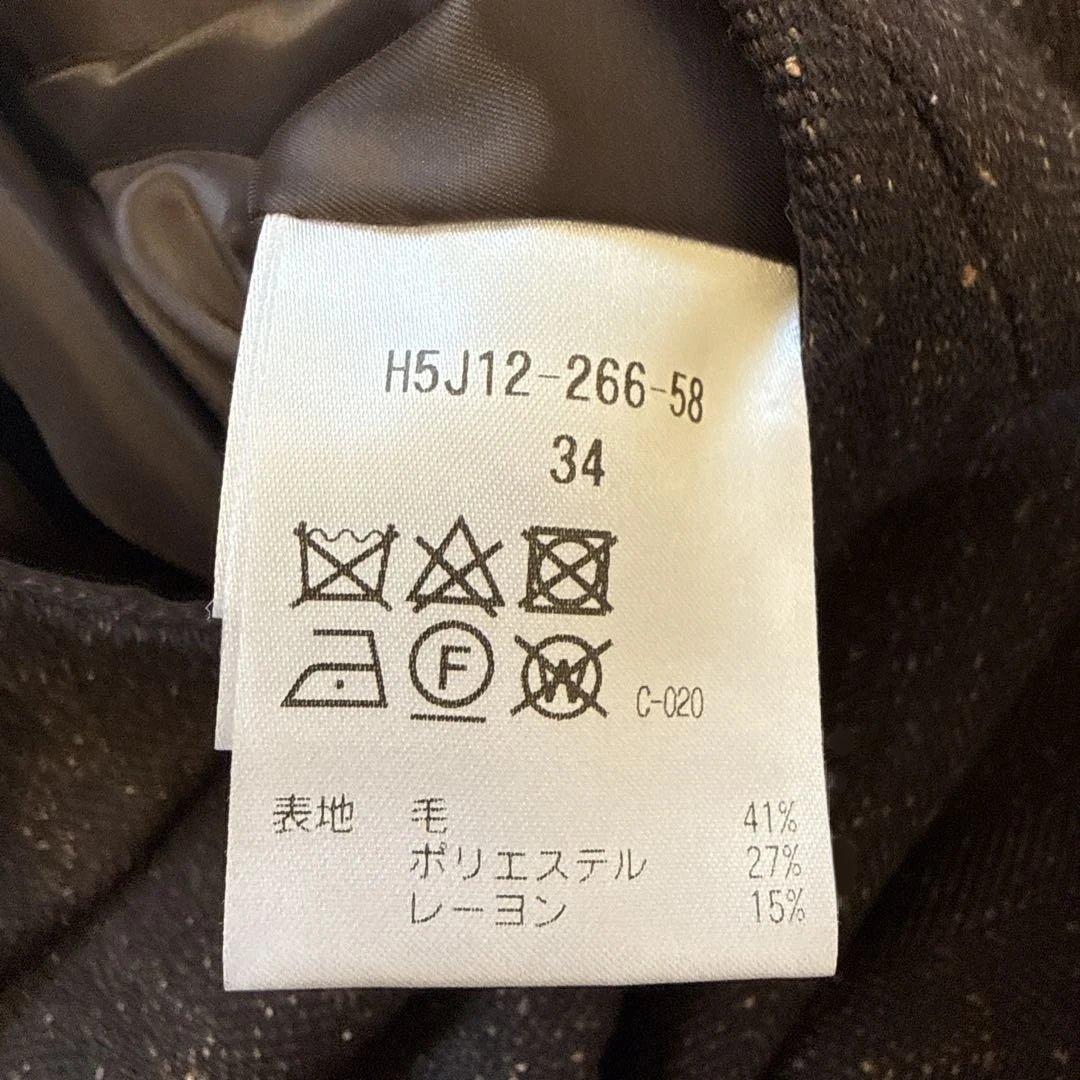 H5J12-266-58
34
F
W
C-020
表地 毛 41%
ポリエステル 27%
レーヨン 15%